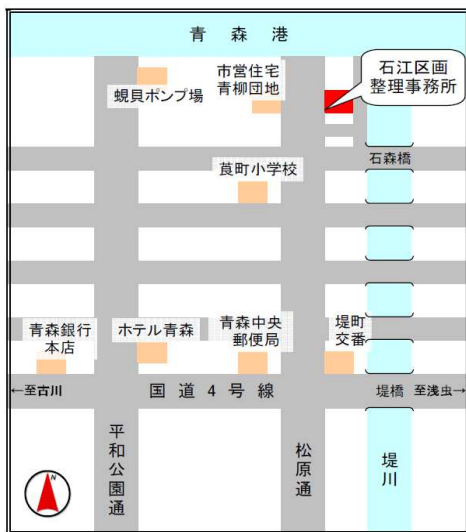 青森港
蜆貝ポンプ場
市営住宅
青柳団地
石江区画
整理事務所
石森橋
莨町小学校
青森銀行
本店
ホテル青森
青森中央
郵便局
堤町
交番
←至古川
国道4号線
堤橋
至浅虫→
平和公園通
松原通
堤川
N